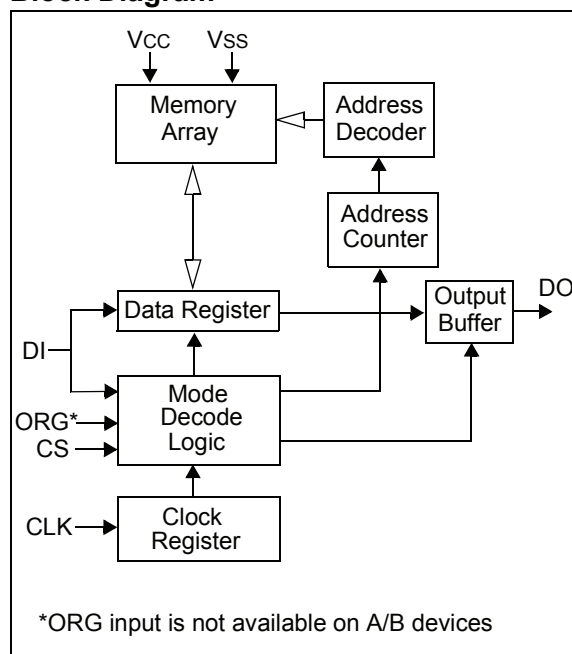 Block Diagram
VCC
VSS
Memory
Array
Address
Decoder
Address
Counter
Data Register
Output
Buffer
DO
DI
Mode
Decode
Logic
ORG*
CS
CLK
Clock
Register
*ORG input is not available on A/B devices